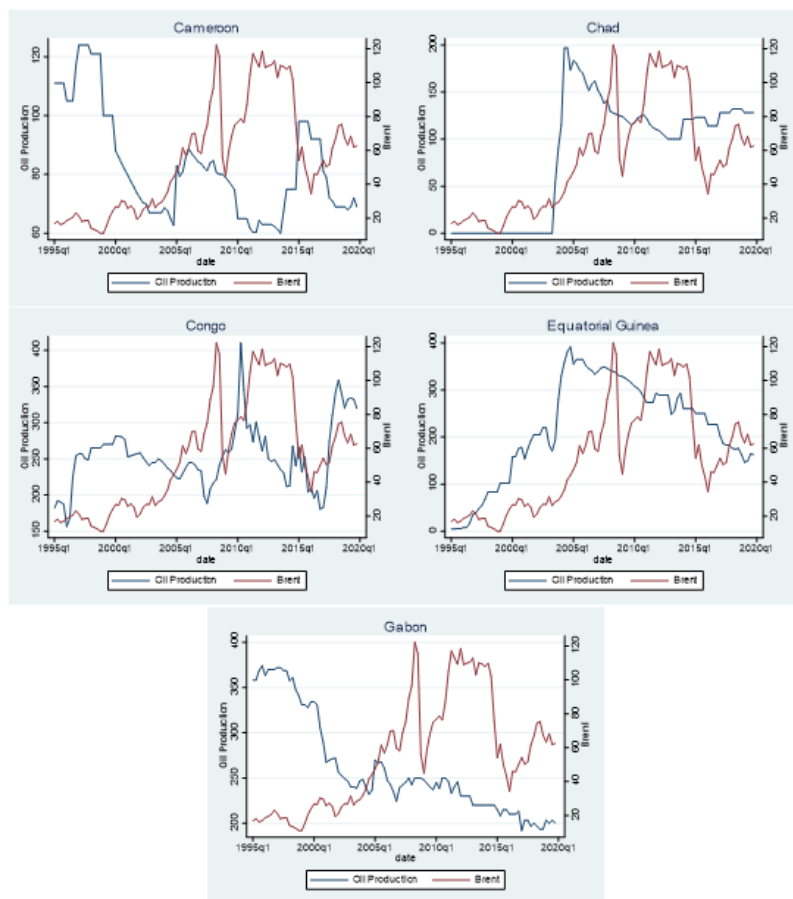 Cameroon
Oil Production
60 80 100 120
20 40 60 80 100 120
Brent
1995q1 2000q1 2005q1 2010q1 2015q1 2020q1
date
Oil Production Brent
Chad
Oil Production
0 50 100 150 200
20 40 60 80 100 120
Brent
1995q1 2000q1 2005q1 2010q1 2015q1 2020q1
date
Oil Production Brent
Congo
Oil Production
150 200 250 300 350 400
20 40 60 80 100 120
Brent
1995q1 2000q1 2005q1 2010q1 2015q1 2020q1
date
Oil Production Brent
Equatorial Guinea
Oil Production
0 100 200 300 400
20 40 60 80 100 120
Brent
1995q1 2000q1 2005q1 2010q1 2015q1 2020q1
date
Oil Production Brent
Gabon
Oil Production
200 250 300 350 400
20 40 60 80 100 120
Brent
1995q1 2000q1 2005q1 2010q1 2015q1 2020q1
date
Oil Production Brent